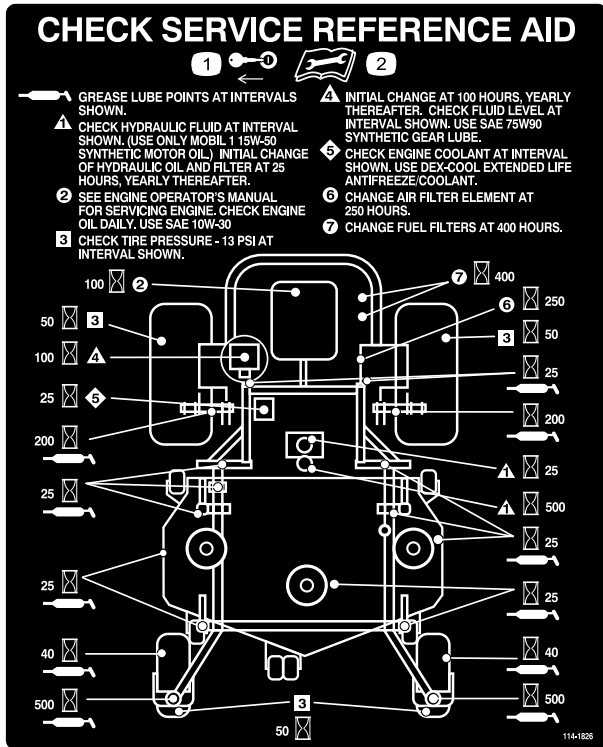 CHECK SERVICE REFERENCE AID
1 2
GREASE LUBE POINTS AT INTERVALS
SHOWN.
1 CHECK HYDRAULIC FLUID AT INTERVAL
SHOWN. (USE ONLY MOBIL 1 15W-50
SYNTHETIC MOTOR OIL.) INITIAL CHANGE
OF HYDRAULIC OIL AND FILTER AT 25
HOURS, YEARLY THEREAFTER.
2 SEE ENGINE OPERATOR'S MANUAL
FOR SERVICING ENGINE. CHECK ENGINE
OIL DAILY. USE SAE 10W-30
3 CHECK TIRE PRESSURE - 13 PSI AT
INTERVAL SHOWN.
4 INITIAL CHANGE AT 100 HOURS, YEARLY
THEREAFTER. CHECK FLUID LEVEL AT
INTERVAL SHOWN. USE SAE 75W90
SYNTHETIC GEAR LUBE.
5 CHECK ENGINE COOLANT AT INTERVAL
SHOWN. USE DEX-COOL EXTENDED LIFE
ANTIFREEZE/COOLANT.
6 CHANGE AIR FILTER ELEMENT AT
250 HOURS.
7 CHANGE FUEL FILTERS AT 400 HOURS.
100 2
7 400
6 250
50 3
3 50
100 4
25
25 5
200
200
1 25
25
1 500
25
25
25
40
40
500
500
3
50
114-1826